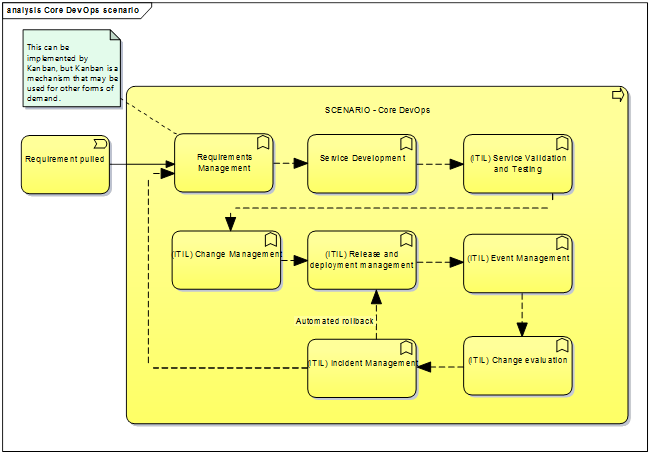 analysis Core DevOps scenario
This can be
implemented by
Kanban, but Kanban is a
mechanism that may be
used for other forms of
demand.
SCENARIO - Core DevOps
Requirement pulled
Requirements
Management
Service Development
(ITIL) Service Validation
and Testing
(ITIL) Change Management
(ITIL) Release and
deployment management
(ITIL) Event Management
Automated rollback
(ITIL) Incident Management
(ITIL) Change evaluation